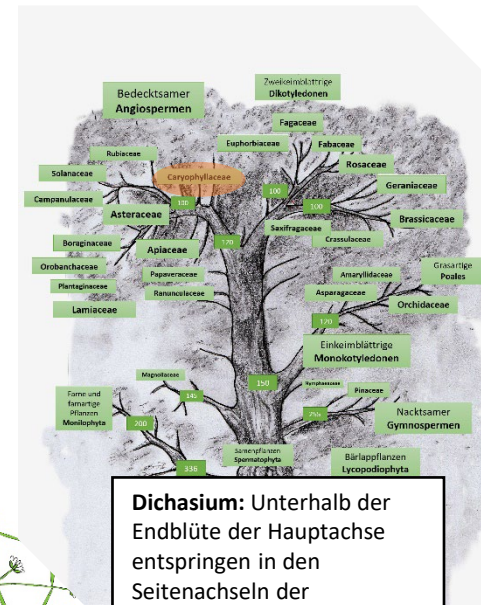 Bedecktsamer
Angiospermen
Zweikeimblättrige
Dikotyledonen
Fagaceae
Euphorbiaceae
Fabaceae
Rubiaceae
Rosaceae
Solanaceae
Caryophyllaceae
Geraniaceae
Campanulaceae
100
100
100
Asteraceae
Brassicaceae
Saxifragaceae
Boraginaceae
Apiaceae
120
Crassulaceae
Orobanchaceae
Papaveraceae
Amaryllidaceae
Grasartige
Poales
Plantaginaceae
Ranunculaceae
Asparagaceae
Orchidaceae
Lamiaceae
120
Einkeimblättrige
Monokotyledonen
Magnoliaceae
150
Nymphaeaceae
Pinaceae
145
Farne und
farnartige
Pflanzen
Monilophyta
200
255
Nacktsamer
Gymnospermen
Samenpflanzen
Spermatophyta
Bärlappflanzen
Lycopodiophyta
336
Dichasium: Unterhalb der
Endblüte der Hauptachse
entspringen in den
Seitenachseln der